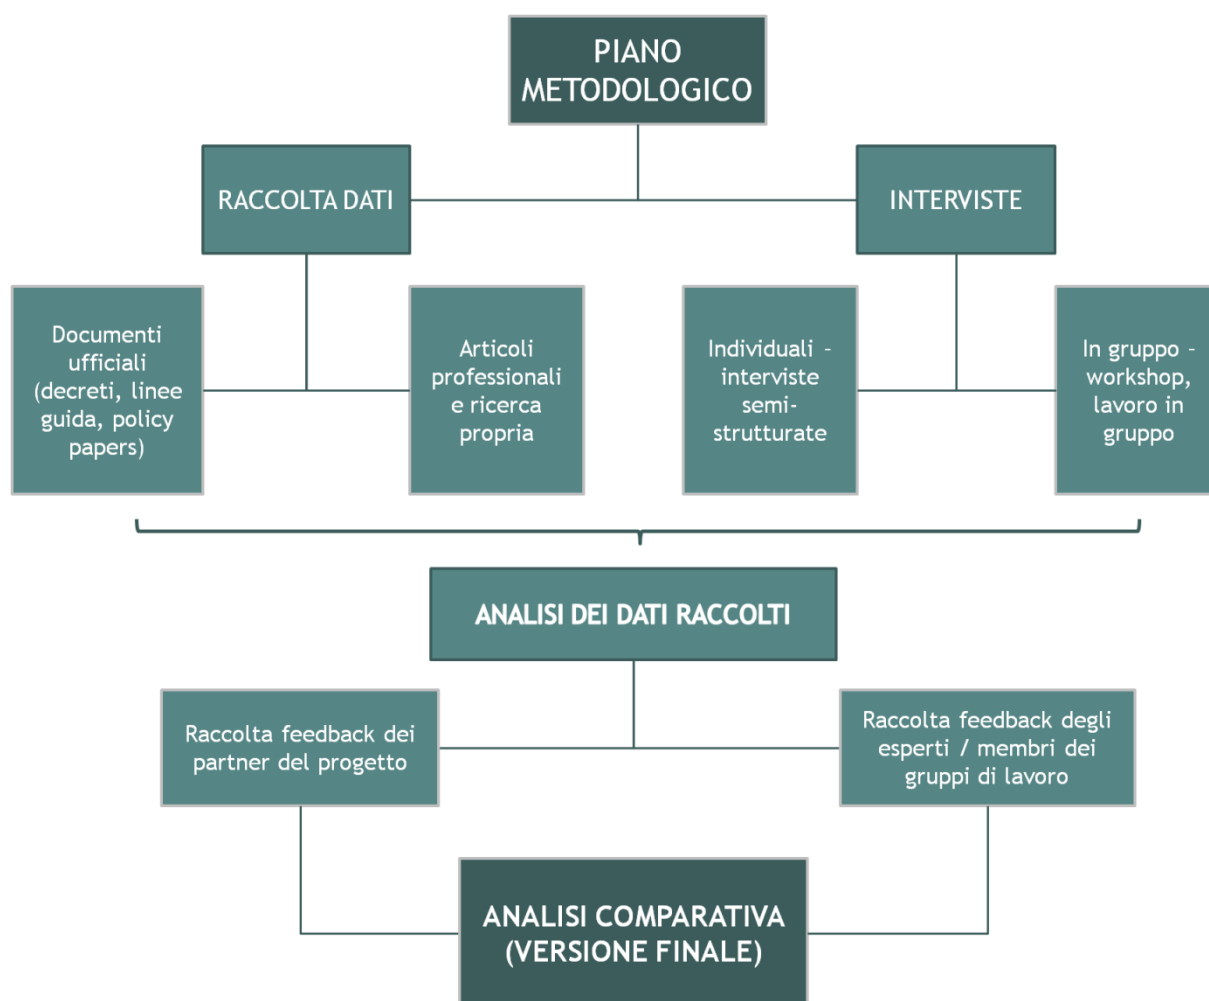 PIANO
METODOLOGICO
RACCOLTA DATI
INTERVISTE
Documenti
ufficiali
(decreti, linee
guida, policy
papers)
Articoli
professionali
e ricerca
propria
Individuali –
interviste
semi-
strutturate
In gruppo –
workshop,
lavoro in
gruppo
ANALISI DEI DATI RACCOLTI
Raccolta feedback dei
partner del progetto
Raccolta feedback degli
esperti / membri dei
gruppi di lavoro
ANALISI COMPARATIVA
(VERSIONE FINALE)